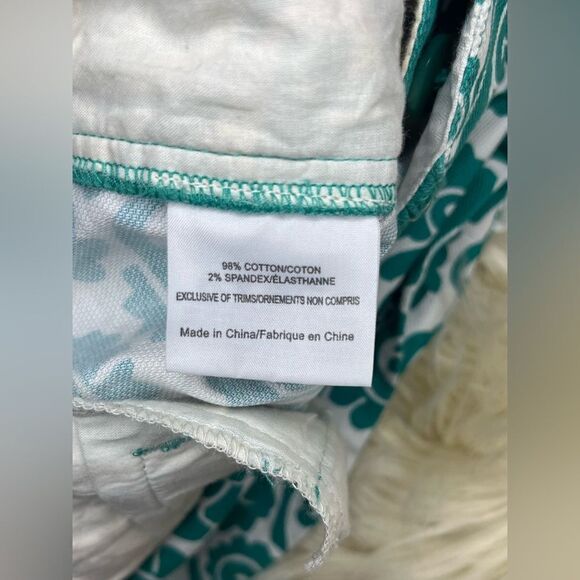 98% COTTON/COTON
2% SPANDEX/ÉLASTHANNE
EXCLUSIVE OF TRIMS/ORNEMENTS NON COMPRIS
Made in China/Fabrique en Chine